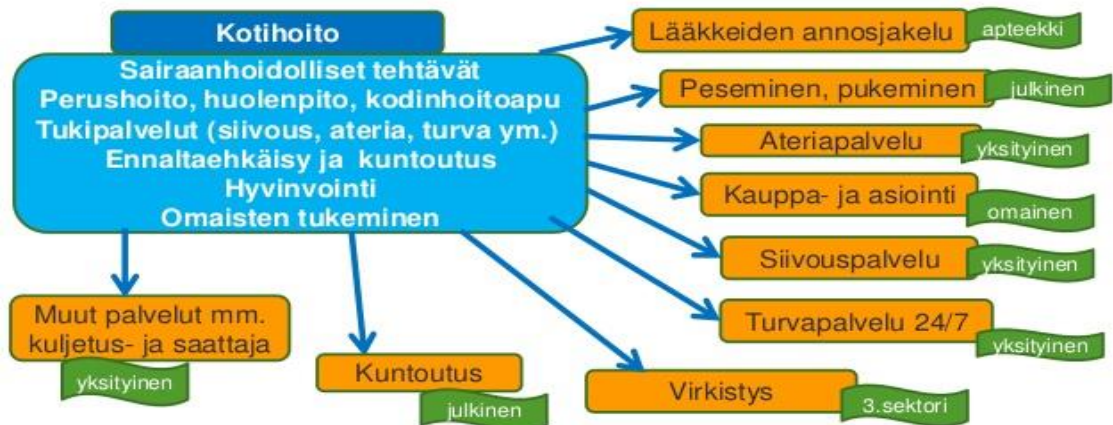 Kotihoito
Sairaanhoidolliset tehtävät
Perushoito, huolenpito, kodinhoitoapu
Tukipalvelut (siivous, ateria, turva ym.)
Ennaltaehkäisy ja kuntoutus
Hyvinvointi
Omaisten tukeminen
Lääkkeiden annosjakelu
apteekki
Peseminen, pukeminen
julkinen
Ateriapalvelu
yksityinen
Kauppa- ja asiointi
omainen
Siivouspalvelu
yksityinen
Turvapalvelu 24/7
yksityinen
Muut palvelut mm.
kuljetus- ja saattaja
yksityinen
Kuntoutus
julkinen
Virkistys
3.sektori